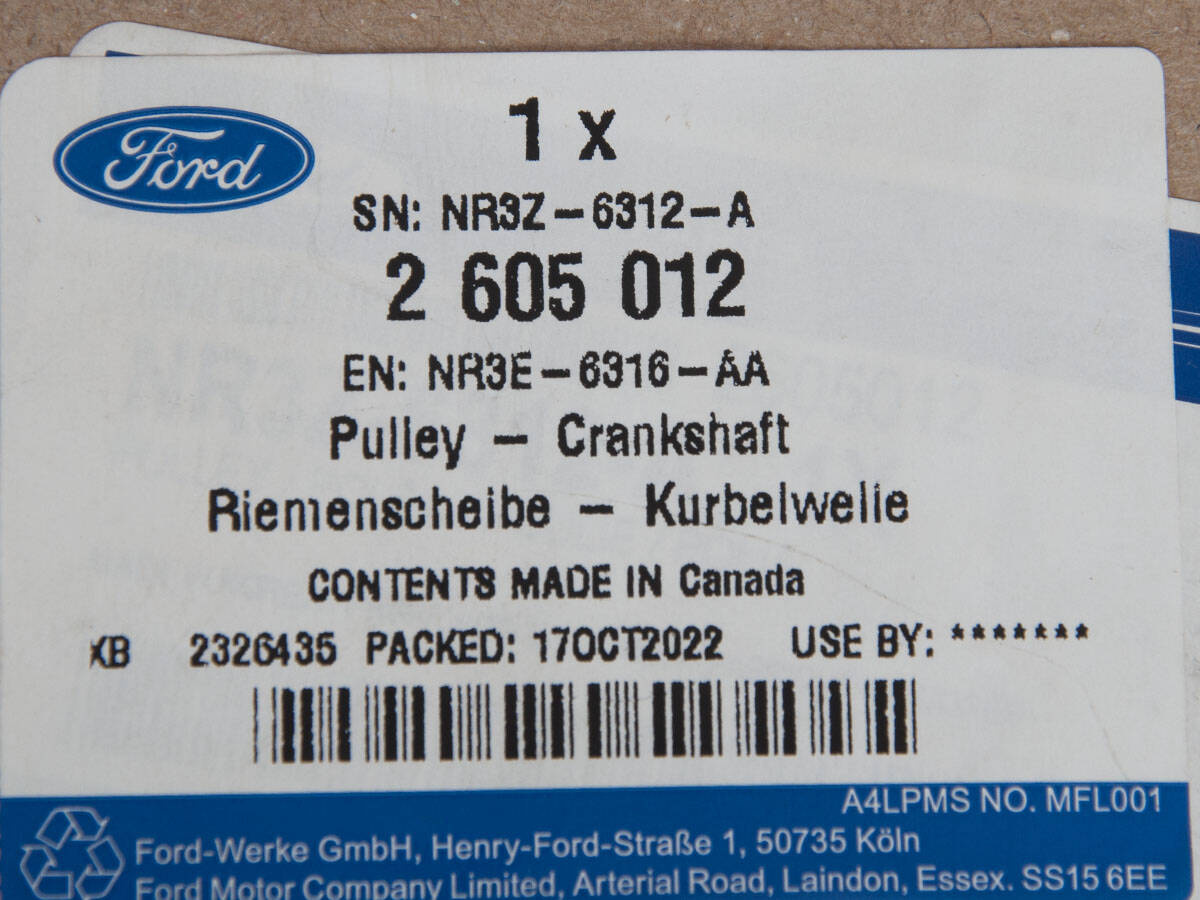 Ford
1 x
SN: NR3Z-6312-A
2 605 012
EN: NR3E-6316-AA
Pulley - Crankshaft
Riemenscheibe - Kurbelwelle
CONTENTS MADE IN Canada
XB 2326435 PACKED: 17OCT2022 USE BY: *******
A4LPMS NO. MFL001
Ford-Werke GmbH, Henry-Ford-Straße 1, 50735 Köln
Ford Motor Company Limited, Arterial Road, Laindon, Essex. SS15 6EE